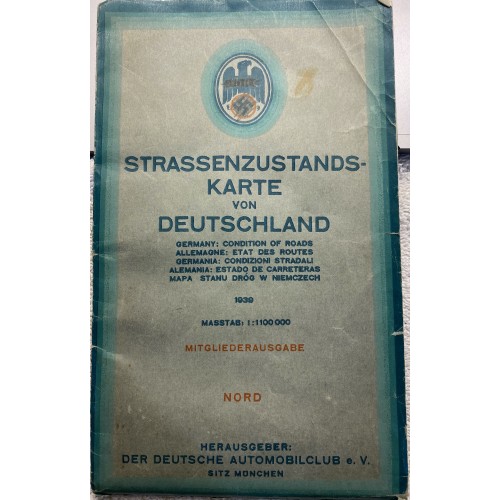 STRASSENZUSTANDS-
KARTE
VON
DEUTSCHLAND
GERMANY: CONDITION OF ROADS
ALLEMAGNE: ETAT DES ROUTES
GERMANIA: CONDIZIONI STRADALI
ALEMANIA: ESTADO DE CARRETERAS
MAPA STANU DRÓG W NIEMCZECH
1939
MASSTAB: 1:1100000
MITGLIEDERAUSGABE
NORD
HERAUSGEBER:
DER DEUTSCHE AUTOMOBILCLUB e. V.
SITZ MÜNCHEN